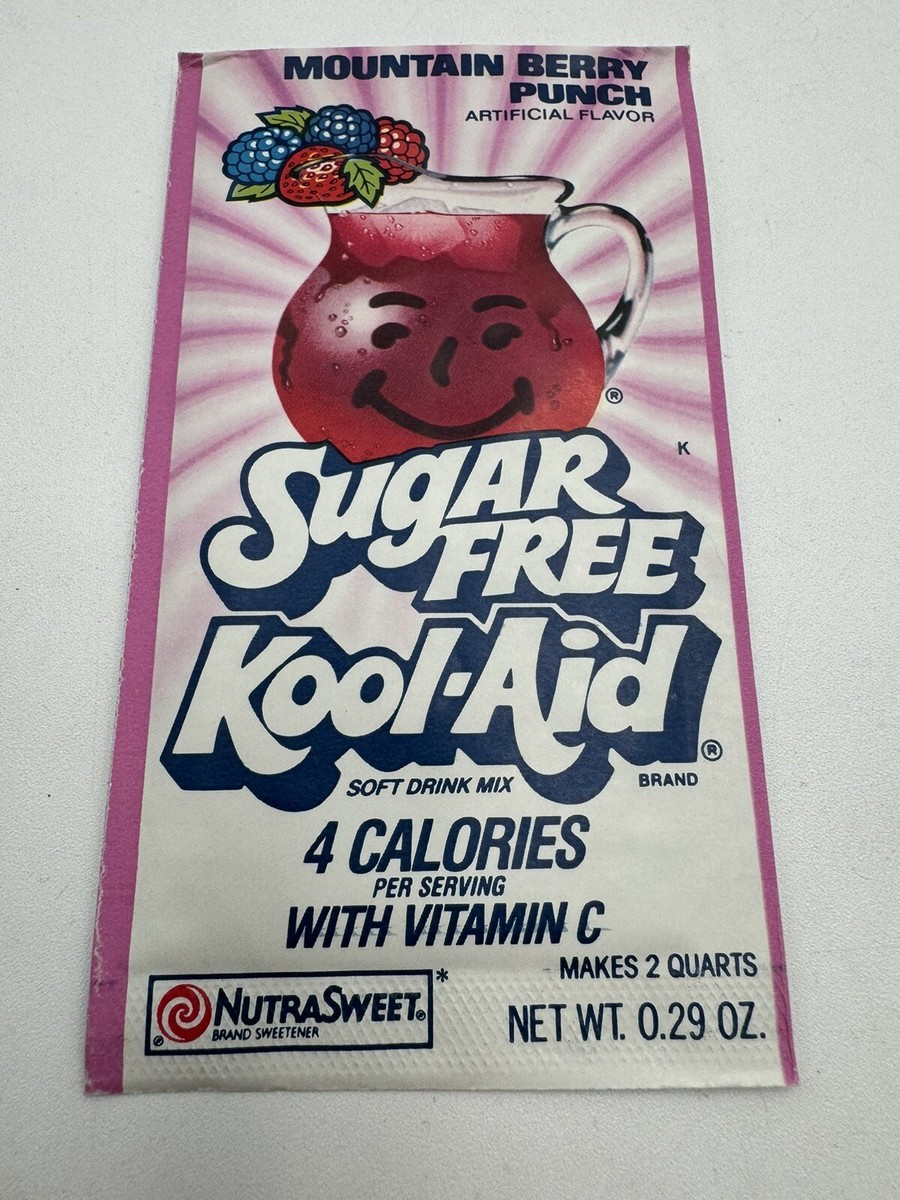 MOUNTAIN BERRY
PUNCH
ARTIFICIAL FLAVOR
®
K
SUGAR
FREE
Kool-Aid
®
SOFT DRINK MIX
BRAND
4 CALORIES
PER SERVING
WITH VITAMIN C
MAKES 2 QUARTS
NUTRASWEET®*
® BRAND SWEETENER
NET WT. 0.29 OZ.